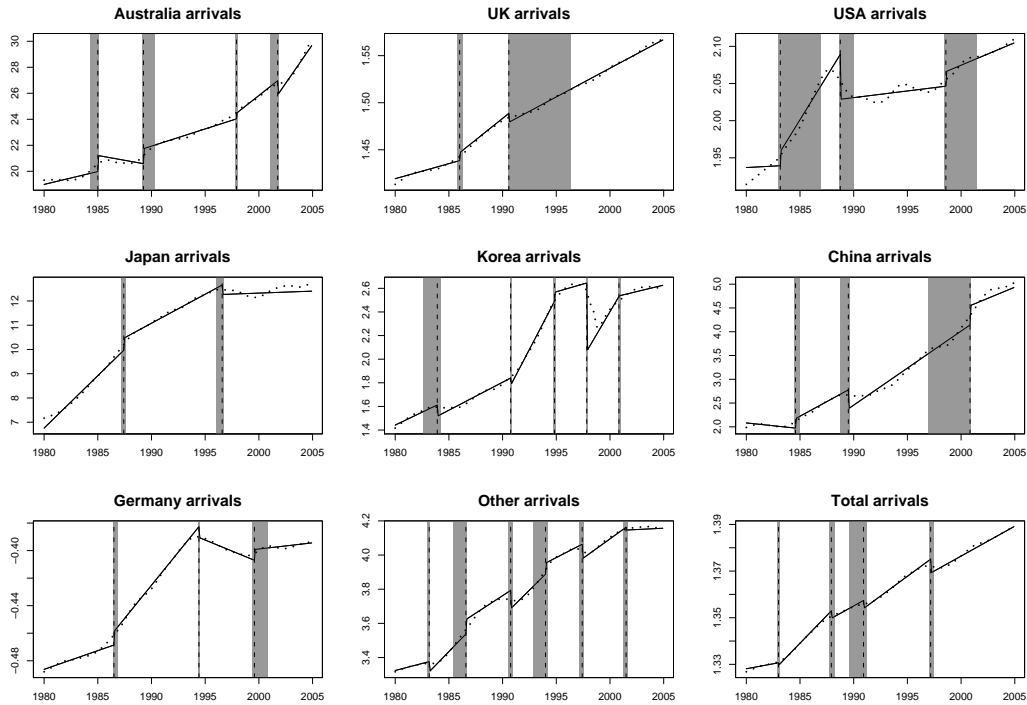 Australia arrivals
UK arrivals
USA arrivals
30
28
26
24
22
20
1980 1985 1990 1995 2000 2005
1.55
1.50
1.45
1980 1985 1990 1995 2000 2005
2.10
2.05
2.00
1.95
1980 1985 1990 1995 2000 2005
Japan arrivals
Korea arrivals
China arrivals
12
11
10
9
8
7
1980 1985 1990 1995 2000 2005
2.6
2.4
2.2
2.0
1.8
1.6
1.4
1980 1985 1990 1995 2000 2005
5.0
4.5
4.0
3.5
3.0
2.5
2.0
1980 1985 1990 1995 2000 2005
Germany arrivals
Other arrivals
Total arrivals
−0.40
−0.44
−0.48
1980 1985 1990 1995 2000 2005
4.2
4.0
3.8
3.6
3.4
1980 1985 1990 1995 2000 2005
1.39
1.37
1.35
1.33
1980 1985 1990 1995 2000 2005